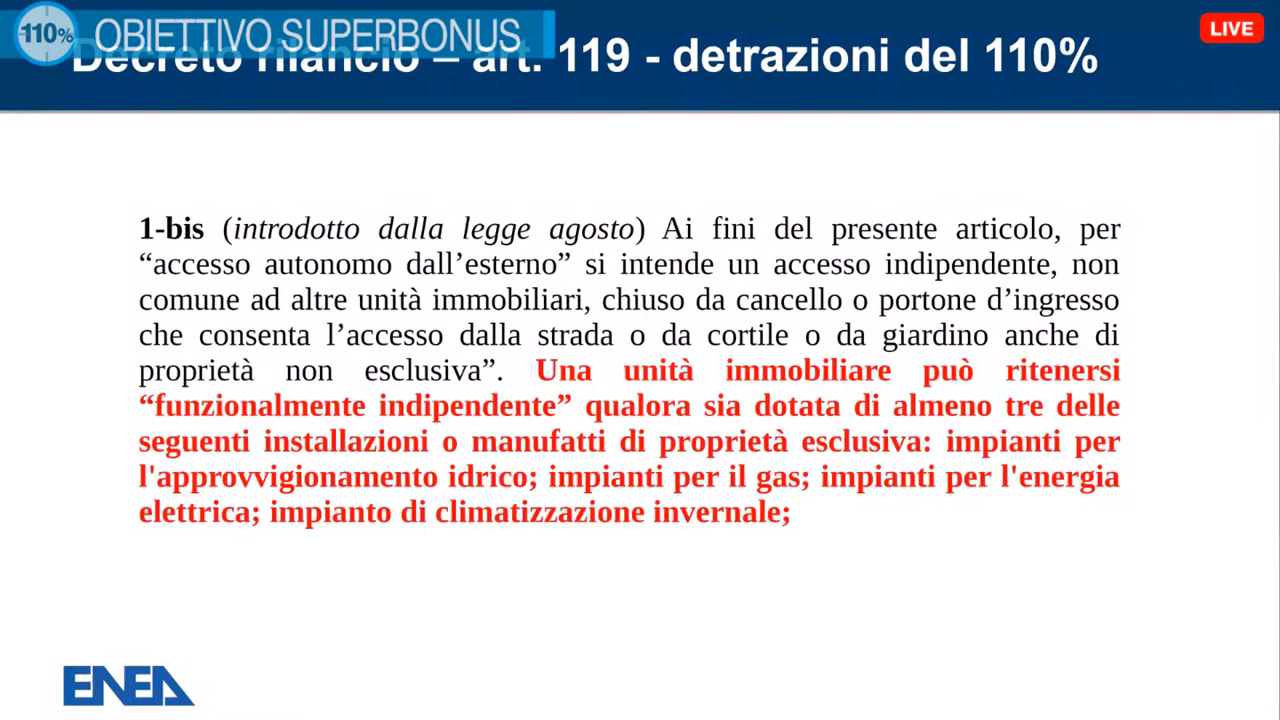 110% OBIETTIVO SUPERBONUS
LIVE
Decreto rilancio – art. 119 - detrazioni del 110%
1-bis (introdotto dalla legge agosto) Ai fini del presente articolo, per
“accesso autonomo dall’esterno” si intende un accesso indipendente, non
comune ad altre unità immobiliari, chiuso da cancello o portone d’ingresso
che consenta l’accesso dalla strada o da cortile o da giardino anche di
proprietà non esclusiva”. Una unità immobiliare può ritenersi
“funzionalmente indipendente” qualora sia dotata di almeno tre delle
seguenti installazioni o manufatti di proprietà esclusiva: impianti per
l'approvvigionamento idrico; impianti per il gas; impianti per l'energia
elettrica; impianto di climatizzazione invernale;
ENEA